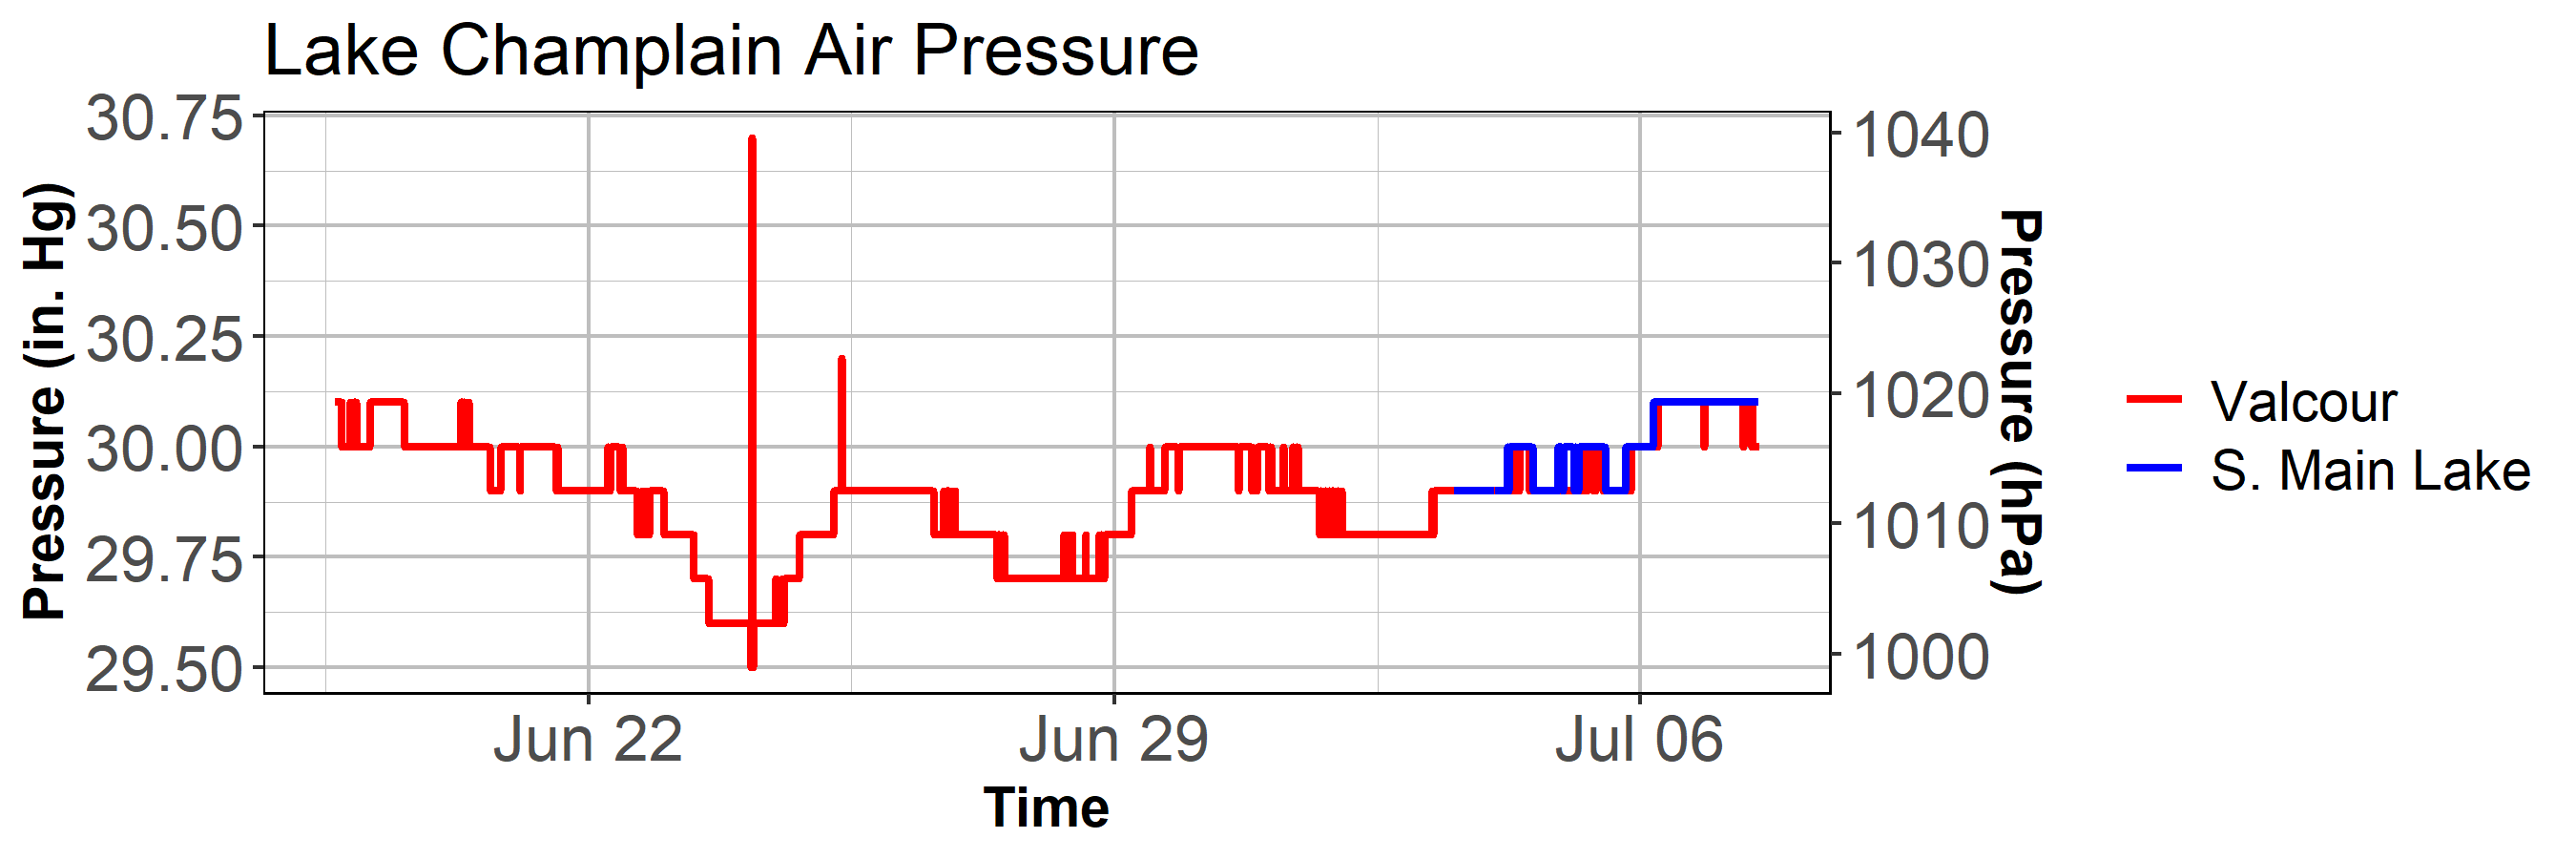 Lake Champlain Air Pressure
Pressure (in. Hg)
30.75
30.50
30.25
30.00
29.75
29.50
1040
1030
1020
1010
1000
Pressure (hPa)
Jun 22
Jun 29
Jul 06
Time
Valcour
S. Main Lake